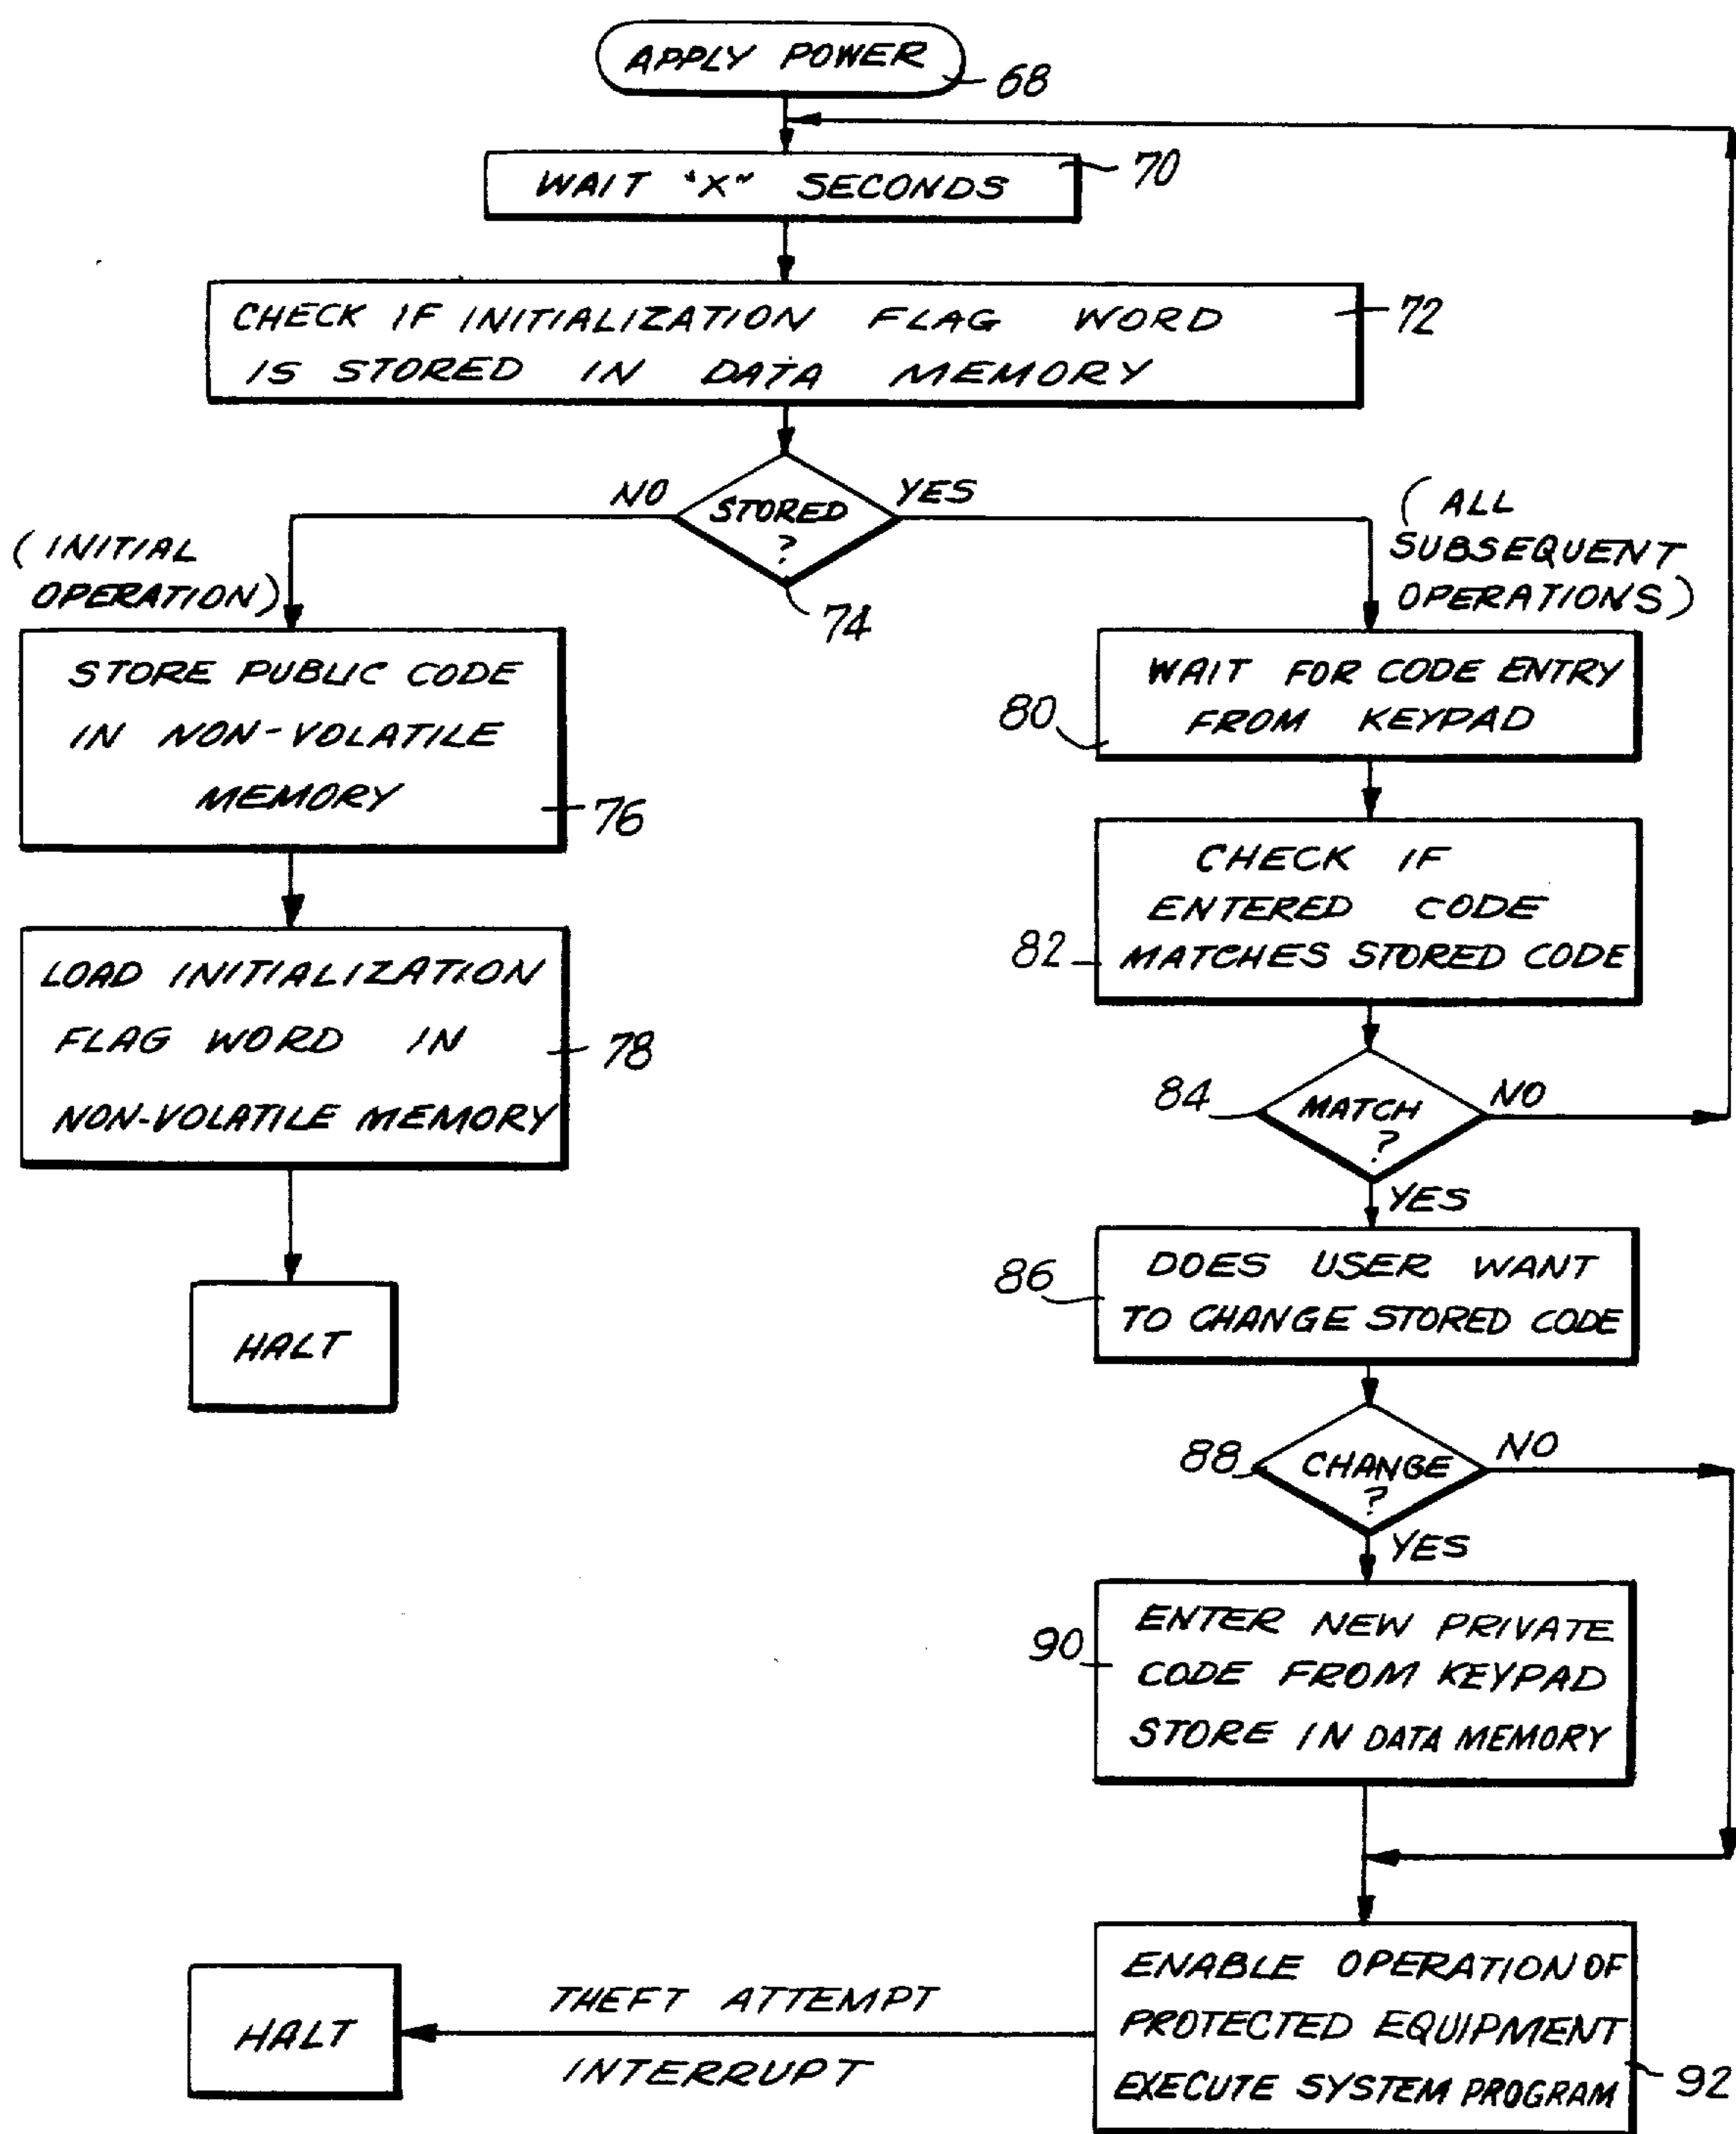 APPLY POWER
68
WAIT "X" SECONDS
70
CHECK IF INITIALIZATION FLAG WORD
IS STORED IN DATA MEMORY
72
NO
STORED
?
YES
74
(INITIAL
OPERATION)
STORE PUBLIC CODE
IN NON-VOLATILE
MEMORY
76
LOAD INITIALIZATION
FLAG WORD IN
NON-VOLATILE MEMORY
78
HALT
(ALL
SUBSEQUENT
OPERATIONS)
WAIT FOR CODE ENTRY
FROM KEYPAD
80
CHECK IF
ENTERED CODE
MATCHES STORED CODE
82
84
MATCH
?
NO
YES
DOES USER WANT
TO CHANGE STORED CODE
86
88
CHANGE
?
NO
YES
ENTER NEW PRIVATE
CODE FROM KEYPAD
STORE IN DATA MEMORY
90
ENABLE OPERATION OF
PROTECTED EQUIPMENT
EXECUTE SYSTEM PROGRAM
92
THEFT ATTEMPT
INTERRUPT
HALT